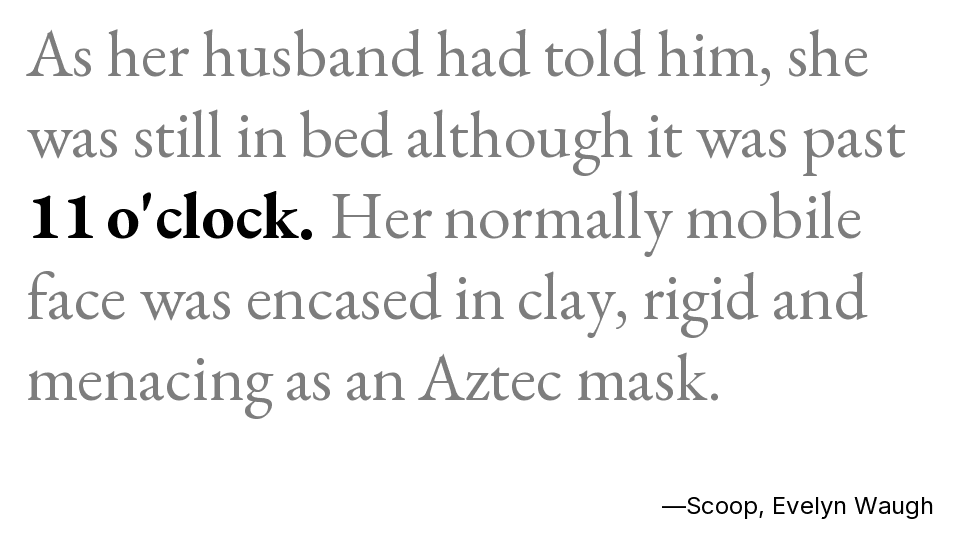 As her husband had told him, she
was still in bed although it was past
11 o'clock. Her normally mobile
face was encased in clay, rigid and
menacing as an Aztec mask.
—Scoop, Evelyn Waugh